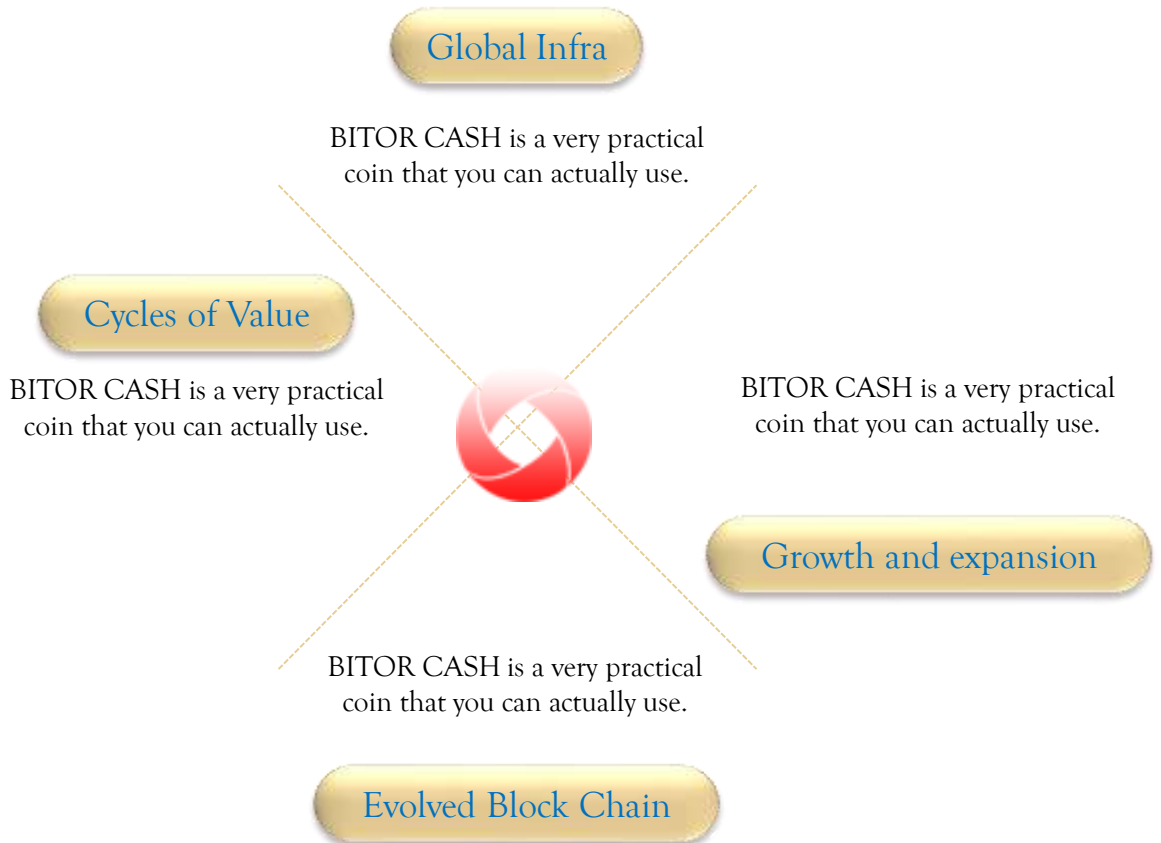 Global Infra
BITOR CASH is a very practical
coin that you can actually use.
Cycles of Value
BITOR CASH is a very practical
coin that you can actually use.
BITOR CASH is a very practical
coin that you can actually use.
Growth and expansion
BITOR CASH is a very practical
coin that you can actually use.
Evolved Block Chain